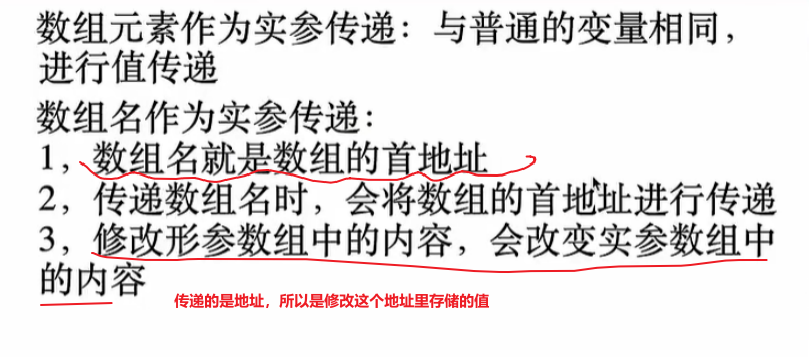 数组元素作为实参传递：与普通的变量相同，
进行值传递
数组名作为实参传递：
1，数组名就是数组的首地址
2，传递数组名时，会将数组的首地址进行传递
3，修改形参数组中的内容，会改变实参数组中
的内容
传递的是地址，所以是修改这个地址里存储的值